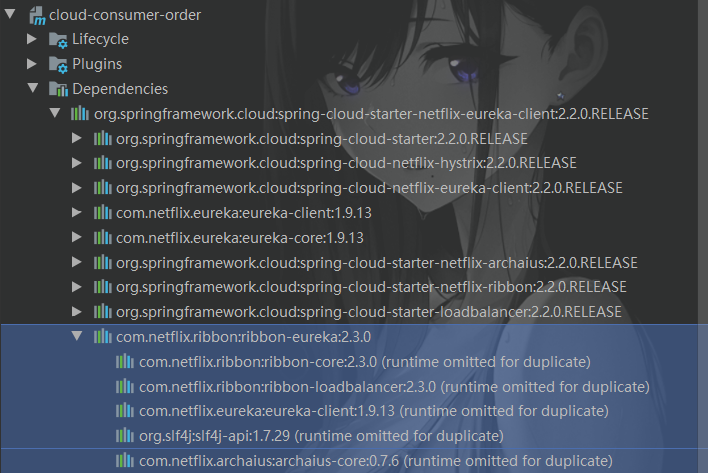 cloud-consumer-order
Lifecycle
Plugins
Dependencies
org.springframework.cloud:spring-cloud-starter-netflix-eureka-client:2.2.0.RELEASE
org.springframework.cloud:spring-cloud-starter:2.2.0.RELEASE
org.springframework.cloud:spring-cloud-netflix-hystrix:2.2.0.RELEASE
org.springframework.cloud:spring-cloud-netflix-eureka-client:2.2.0.RELEASE
com.netflix.eureka:eureka-client:1.9.13
com.netflix.eureka:eureka-core:1.9.13
org.springframework.cloud:spring-cloud-starter-netflix-archaius:2.2.0.RELEASE
org.springframework.cloud:spring-cloud-starter-netflix-ribbon:2.2.0.RELEASE
org.springframework.cloud:spring-cloud-starter-loadbalancer:2.2.0.RELEASE
com.netflix.ribbon:ribbon-eureka:2.3.0
com.netflix.ribbon:ribbon-core:2.3.0 (runtime omitted for duplicate)
com.netflix.ribbon:ribbon-loadbalancer:2.3.0 (runtime omitted for duplicate)
com.netflix.eureka:eureka-client:1.9.13 (runtime omitted for duplicate)
org.slf4j:slf4j-api:1.7.29 (runtime omitted for duplicate)
com.netflix.archaius:archaius-core:0.7.6 (runtime omitted for duplicate)